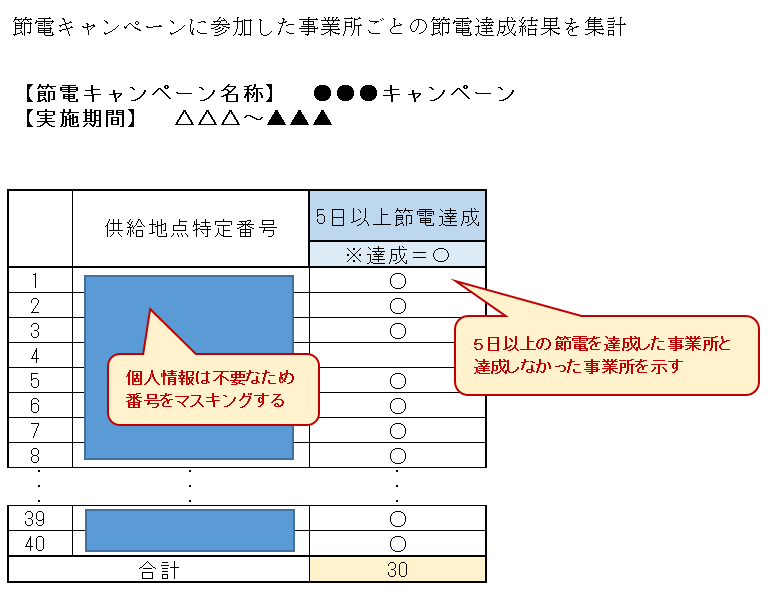 節電キャンペーンに参加した事業所ごとの節電達成結果を集計
【節電キャンペーン名称】　●●●キャンペーン
【実施期間】　△△△～▲▲▲
供給地点特定番号
5日以上節電達成
※達成＝〇
1 〇
2 〇
3 〇
4
5 〇
6 〇
7 〇
8 〇
5日以上の節電を達成した事業所と
達成しなかった事業所を示す
個人情報は不要なため
番号をマスキングする
： ： ：
39 〇
40 〇
合計 30